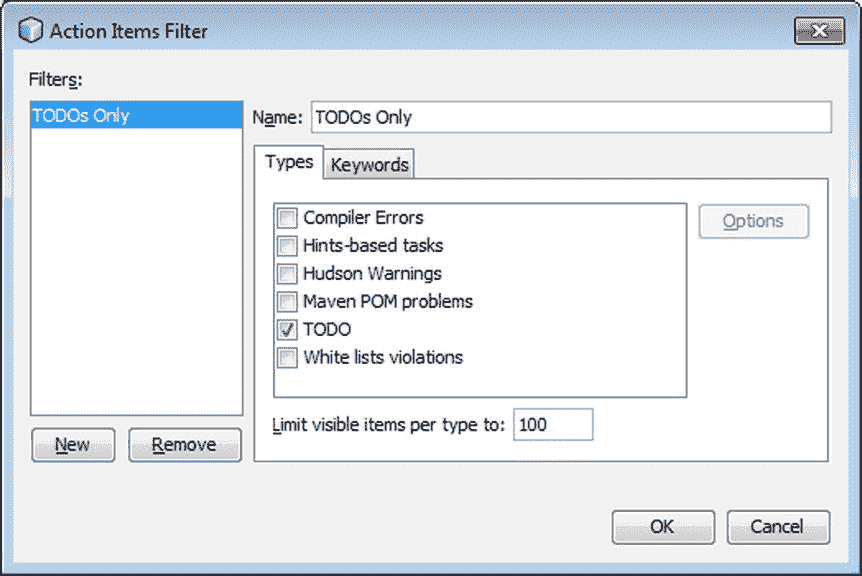 Action Items Filter
Filters:
TODOs Only
Name: TODOs Only
Types Keywords
Compiler Errors
Options
Hints-based tasks
Hudson Warnings
Maven POM problems
TODO
White lists violations
Limit visible items per type to: 100
New Remove
OK Cancel